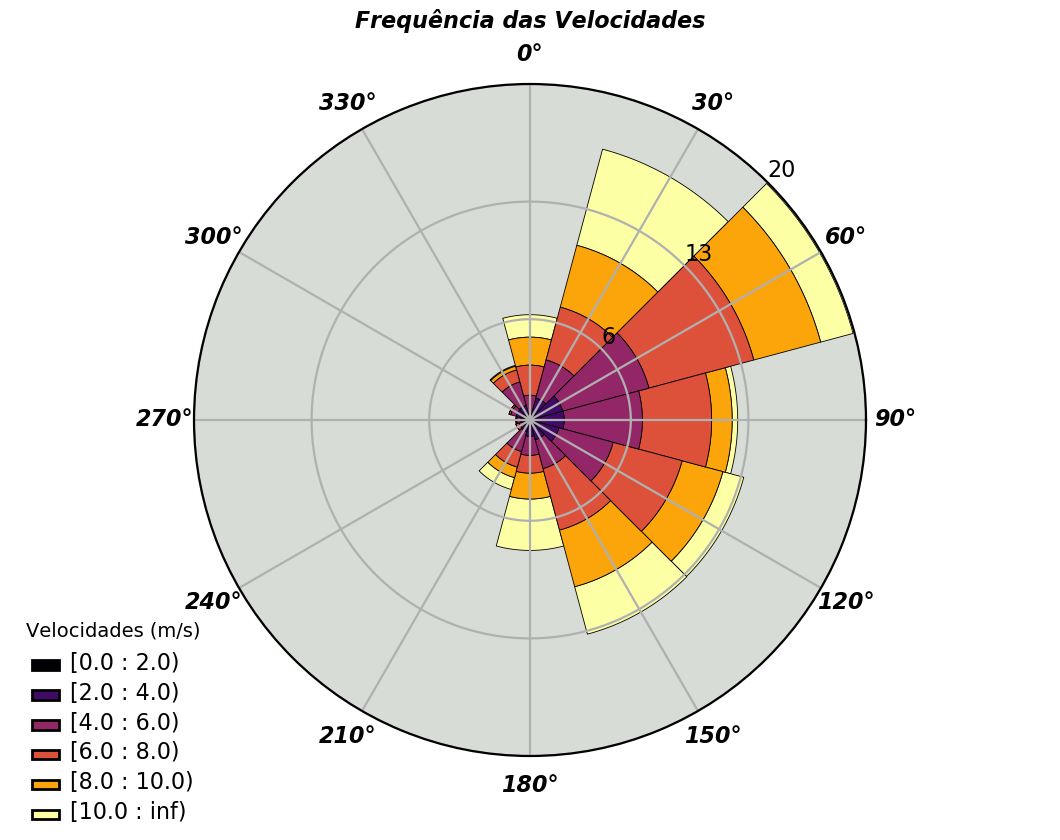 Frequência das Velocidades
0°
330°
30°
20
300°
60°
13
6
270°
90°
240°
120°
210°
150°
180°
Velocidades (m/s)
[0.0 : 2.0)
[2.0 : 4.0)
[4.0 : 6.0)
[6.0 : 8.0)
[8.0 : 10.0)
[10.0 : inf)